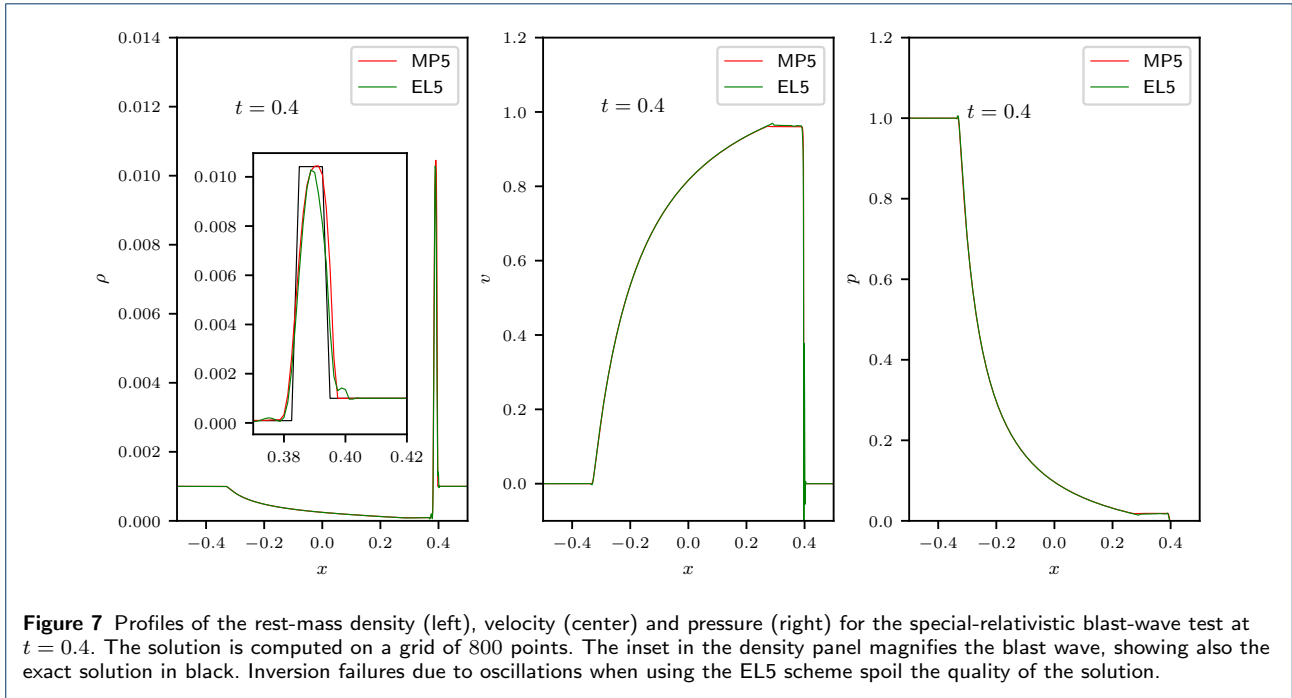 0.014
0.012
0.010
0.008
0.006
0.004
0.002
0.000
ρ
MP5
EL5
t = 0.4
0.010
0.008
0.006
0.004
0.002
0.000
0.38 0.40 0.42
−0.4 −0.2 0.0 0.2 0.4
x
1.2
1.0
0.8
0.6
0.4
0.2
0.0
v
MP5
EL5
t = 0.4
−0.4 −0.2 0.0 0.2 0.4
x
1.2
1.0
0.8
0.6
0.4
0.2
0.0
p
MP5
EL5
t = 0.4
−0.4 −0.2 0.0 0.2 0.4
x
Figure 7 Profiles of the rest-mass density (left), velocity (center) and pressure (right) for the special-relativistic blast-wave test at
t = 0.4. The solution is computed on a grid of 800 points. The inset in the density panel magnifies the blast wave, showing also the
exact solution in black. Inversion failures due to oscillations when using the EL5 scheme spoil the quality of the solution.